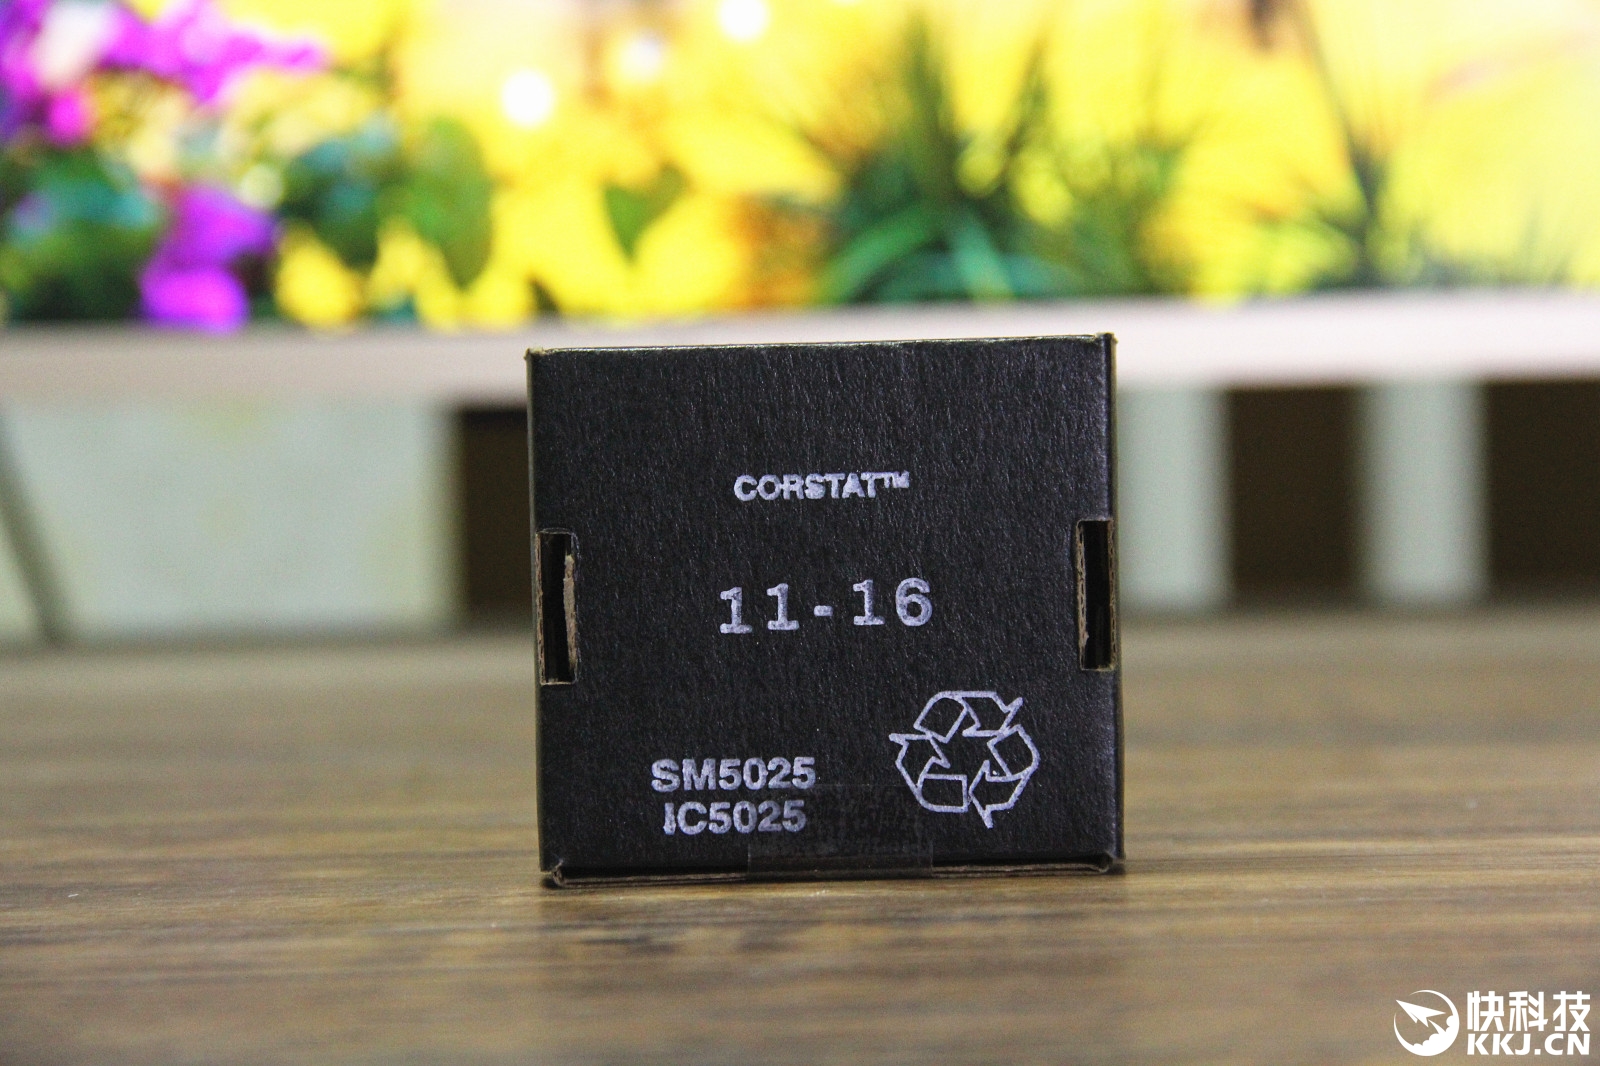 CORSTAT™
11-16
SM5025
IC5025
快科技
KKJ.CN